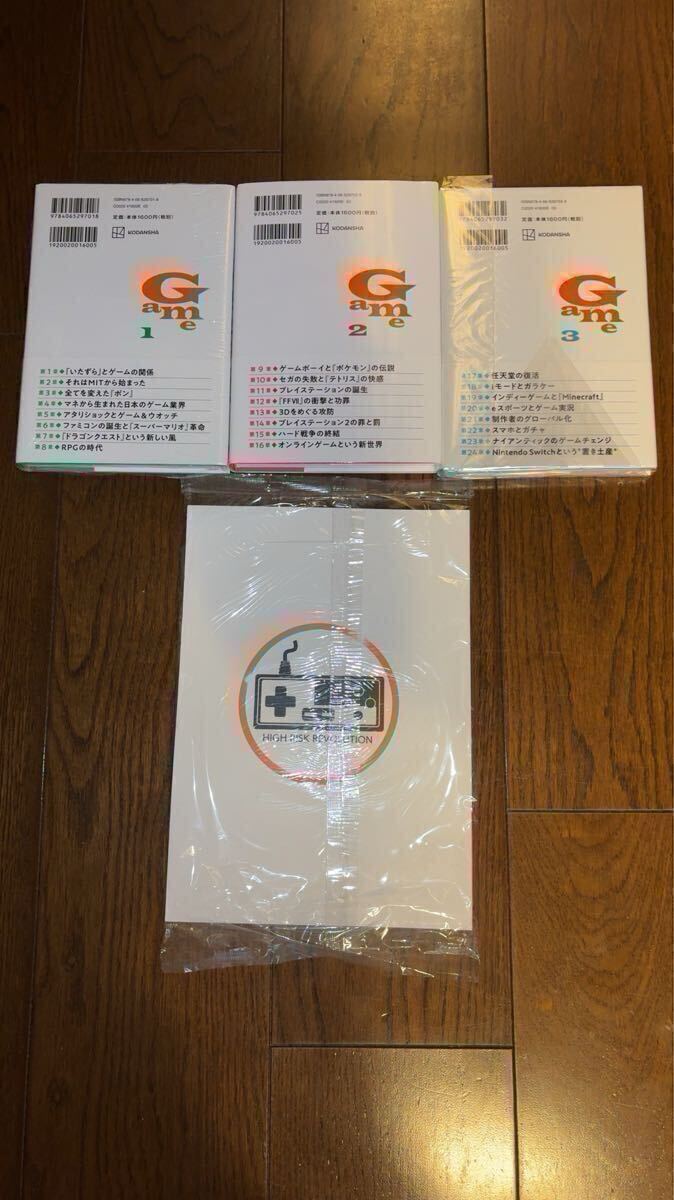 9784065297018
1920020016005
定価:本体1600円(税別)
KODANSHA
Game
1
第1章◆「いたずら」とゲームの関係
第2章◆それはMITから始まった
第3章◆全てを変えた『ポン』
第4章◆マネから生まれた日本のゲーム業界
第5章◆アタリショックとゲーム&ウオッチ
第6章◆ファミコンの誕生と『スーパーマリオ』革命
第7章◆『ドラゴンクエスト』という新しい風
第8章◆RPGの時代
9784065297025
1920020016005
定価:本体1600円(税別)
KODANSHA
Game
2
第9章◆ゲームボーイと『ポケモン』の伝説
第10章◆セガの失敗と『テトリス』の快感
第11章◆プレイステーションの誕生
第12章◆『FFVII』の衝撃と功罪
第13章◆3Dをめぐる攻防
第14章◆プレイステーション2の罪と罰
第15章◆ハード戦争の終結
第16章◆オンラインゲームという新世界
9784065297032
1920020016005
定価:本体1600円(税別)
KODANSHA
Game
3
第17章◆任天堂の復活
第18章◆iモードとガラケー
第19章◆インディーゲームと『Minecraft』
第20章◆eスポーツとゲーム実況
第21章◆制作者のグローバル化
第22章◆スマホとガチャ
第23章◆ナイアンティックのゲームチェンジ
第24章◆Nintendo Switchという"置き土産"
HIGH RISK REVOLUTION